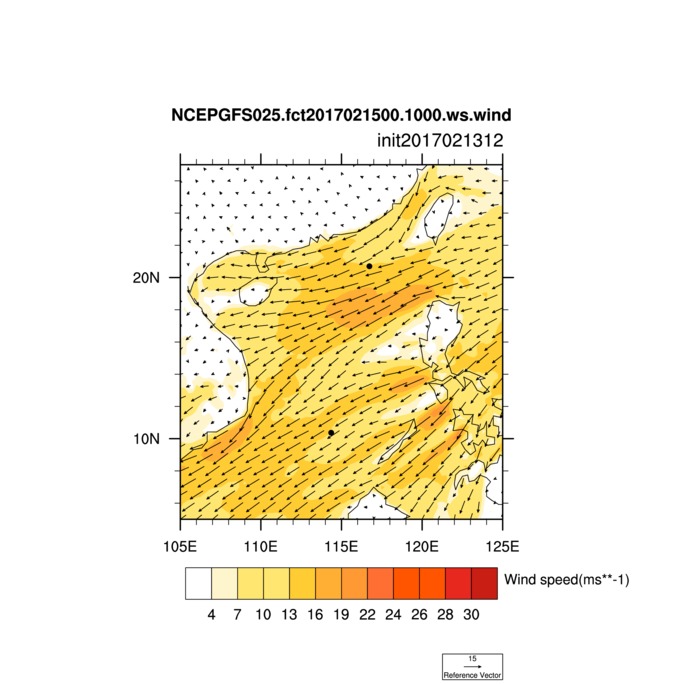 NCEPGFS025.fct2017021500.1000.ws.wind
init2017021312
20N
10N
105E 110E 115E 120E 125E
Wind speed(ms**-1)
4 7 10 13 16 19 22 24 26 28 30
15
Reference Vector